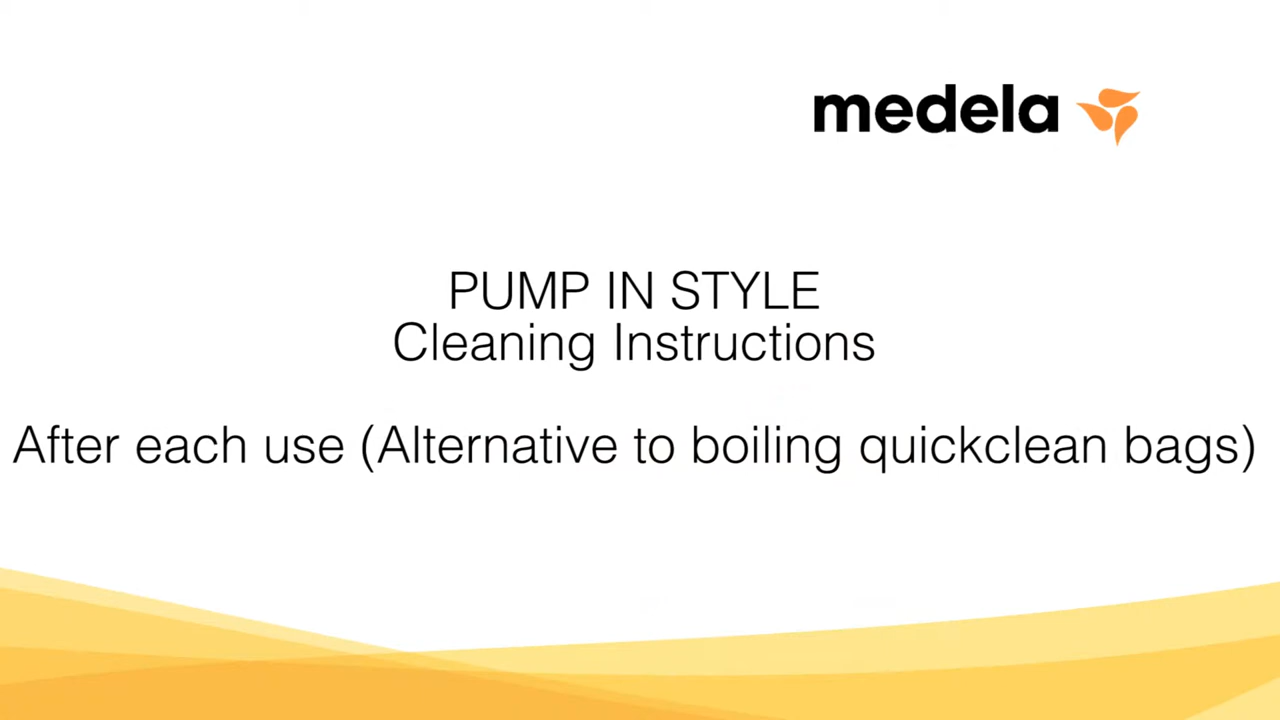 medela
PUMP IN STYLE
Cleaning Instructions
After each use (Alternative to boiling quickclean bags)